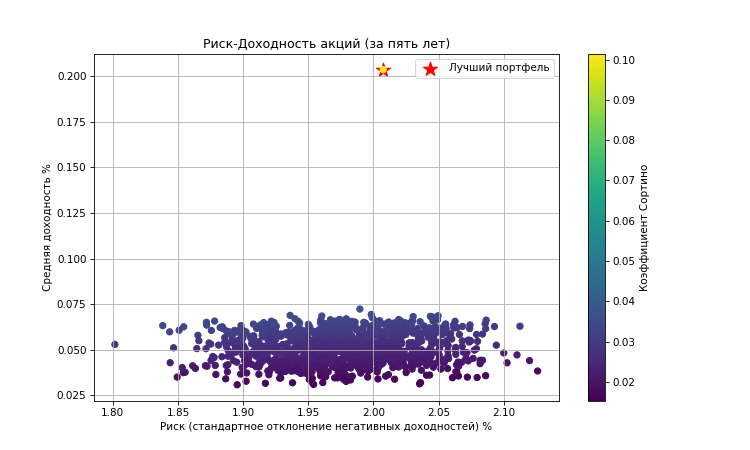 Риск-Доходность акций (за пять лет)
Лучший портфель
Средняя доходность %
0.200
0.175
0.150
0.125
0.100
0.075
0.050
0.025
1.80 1.85 1.90 1.95 2.00 2.05 2.10
Риск (стандартное отклонение негативных доходностей) %
0.10
0.09
0.08
0.07
0.06
0.05
0.04
0.03
0.02
Коэффициент Сортино